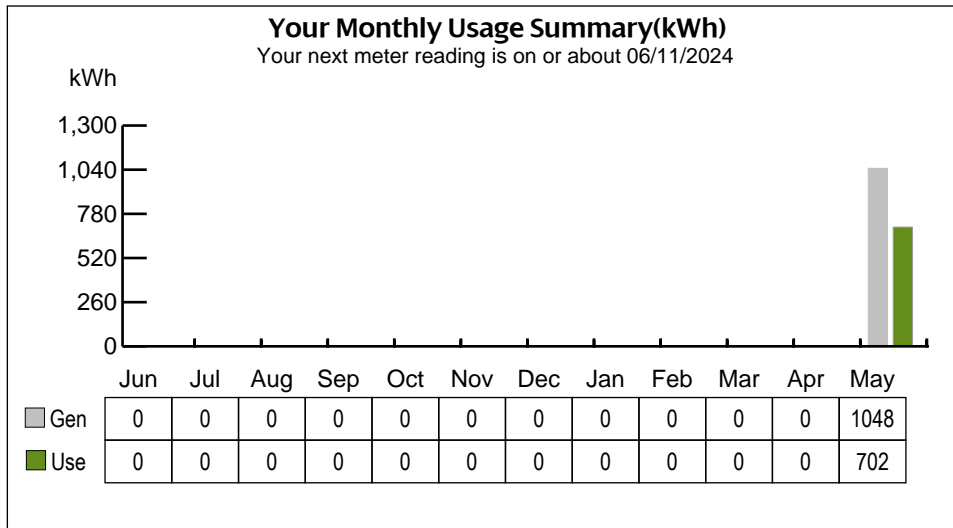 Your Monthly Usage Summary(kWh)
Your next meter reading is on or about 06/11/2024
kWh
1,300
1,040
780
520
260
0
Jun Jul Aug Sep Oct Nov Dec Jan Feb Mar Apr May
Gen 0 0 0 0 0 0 0 0 0 0 0 1048
Use 0 0 0 0 0 0 0 0 0 0 0 702